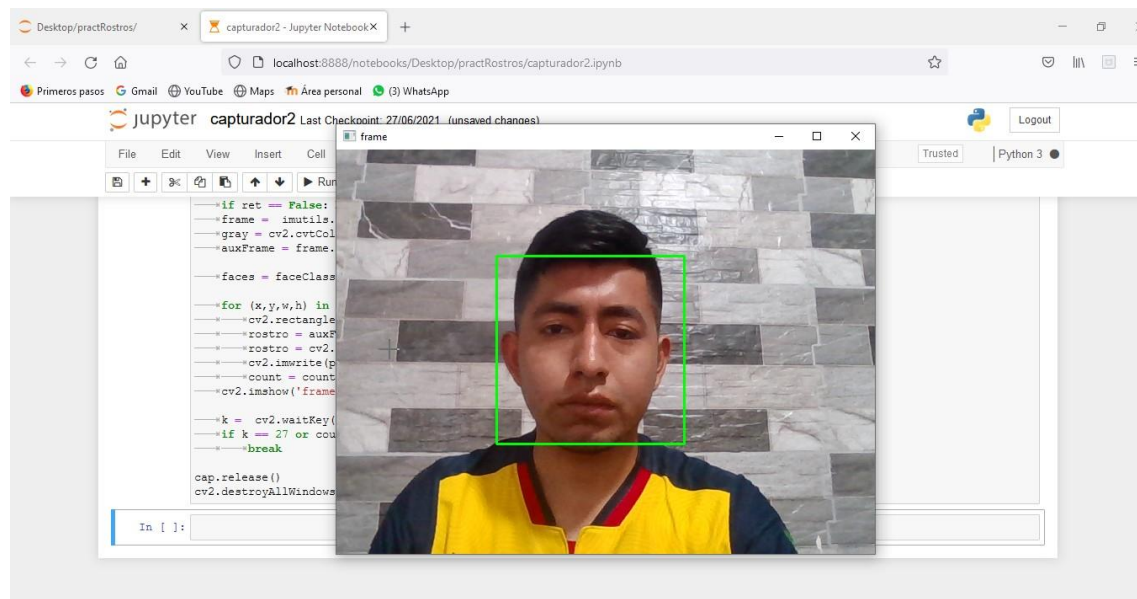 Desktop/practRostros/
capturador2 - Jupyter Notebook
localhost:8888/notebooks/Desktop/practRostros/capturador2.ipynb
Primeros pasos Gmail YouTube Maps Área personal (3) WhatsApp
jupyter capturador2 Last Checkpoint: 27/06/2021 (unsaved changes) Logout
File Edit View Insert Cell Trusted Python 3
Run
frame
if ret == False:
frame = imutils.
gray = cv2.cvtCol
auxFrame = frame.
faces = faceClass
for (x,y,w,h) in
cv2.rectangle
rostro = auxF
rostro = cv2.
cv2.imwrite(p
count = count
cv2.imshow('frame
k = cv2.waitKey(
if k == 27 or cou
break
cap.release()
cv2.destroyAllWindows
In [ ]: